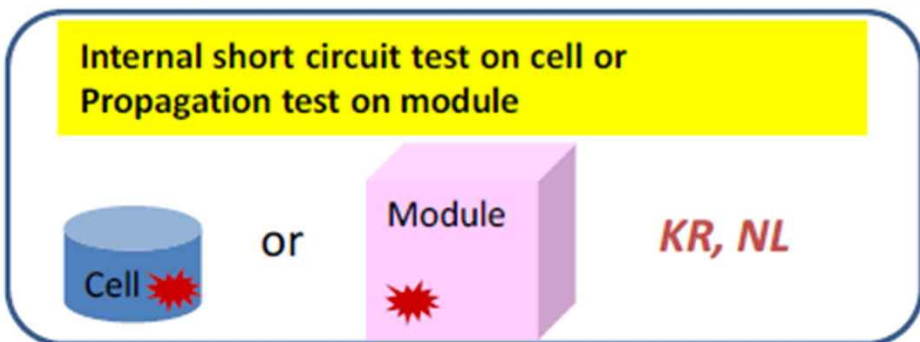 Internal short circuit test on cell or
Propagation test on module
Cell
or
Module
KR, NL